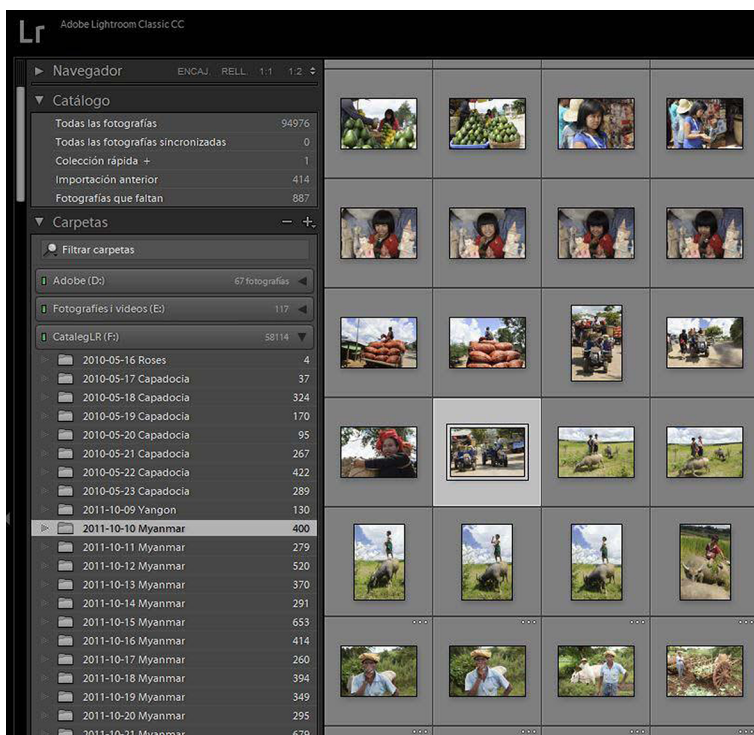 Lr
Adobe Lightroom Classic CC
Navegador ENCAJ. RELL. 1:1 1:2
Catálogo
Todas las fotografías 94976
Todas las fotografías sincronizadas 0
Colección rápida + 1
Importación anterior 414
Fotografías que faltan 887
Carpetas
Filtrar carpetas
Adobe (D:) 67 fotografías
Fotografies i videos (E:) 117
CatalegLR (F:) 58114
2010-05-16 Roses 4
2010-05-17 Capadocia 37
2010-05-18 Capadocia 324
2010-05-19 Capadocia 170
2010-05-20 Capadocia 95
2010-05-21 Capadocia 267
2010-05-22 Capadocia 422
2010-05-23 Capadocia 289
2011-10-09 Yangon 130
2011-10-10 Myanmar 400
2011-10-11 Myanmar 279
2011-10-12 Myanmar 520
2011-10-13 Myanmar 370
2011-10-14 Myanmar 291
2011-10-15 Myanmar 653
2011-10-16 Myanmar 414
2011-10-17 Myanmar 260
2011-10-18 Myanmar 394
2011-10-19 Myanmar 349
2011-10-20 Myanmar 295
2011-10-21 Myanmar 679